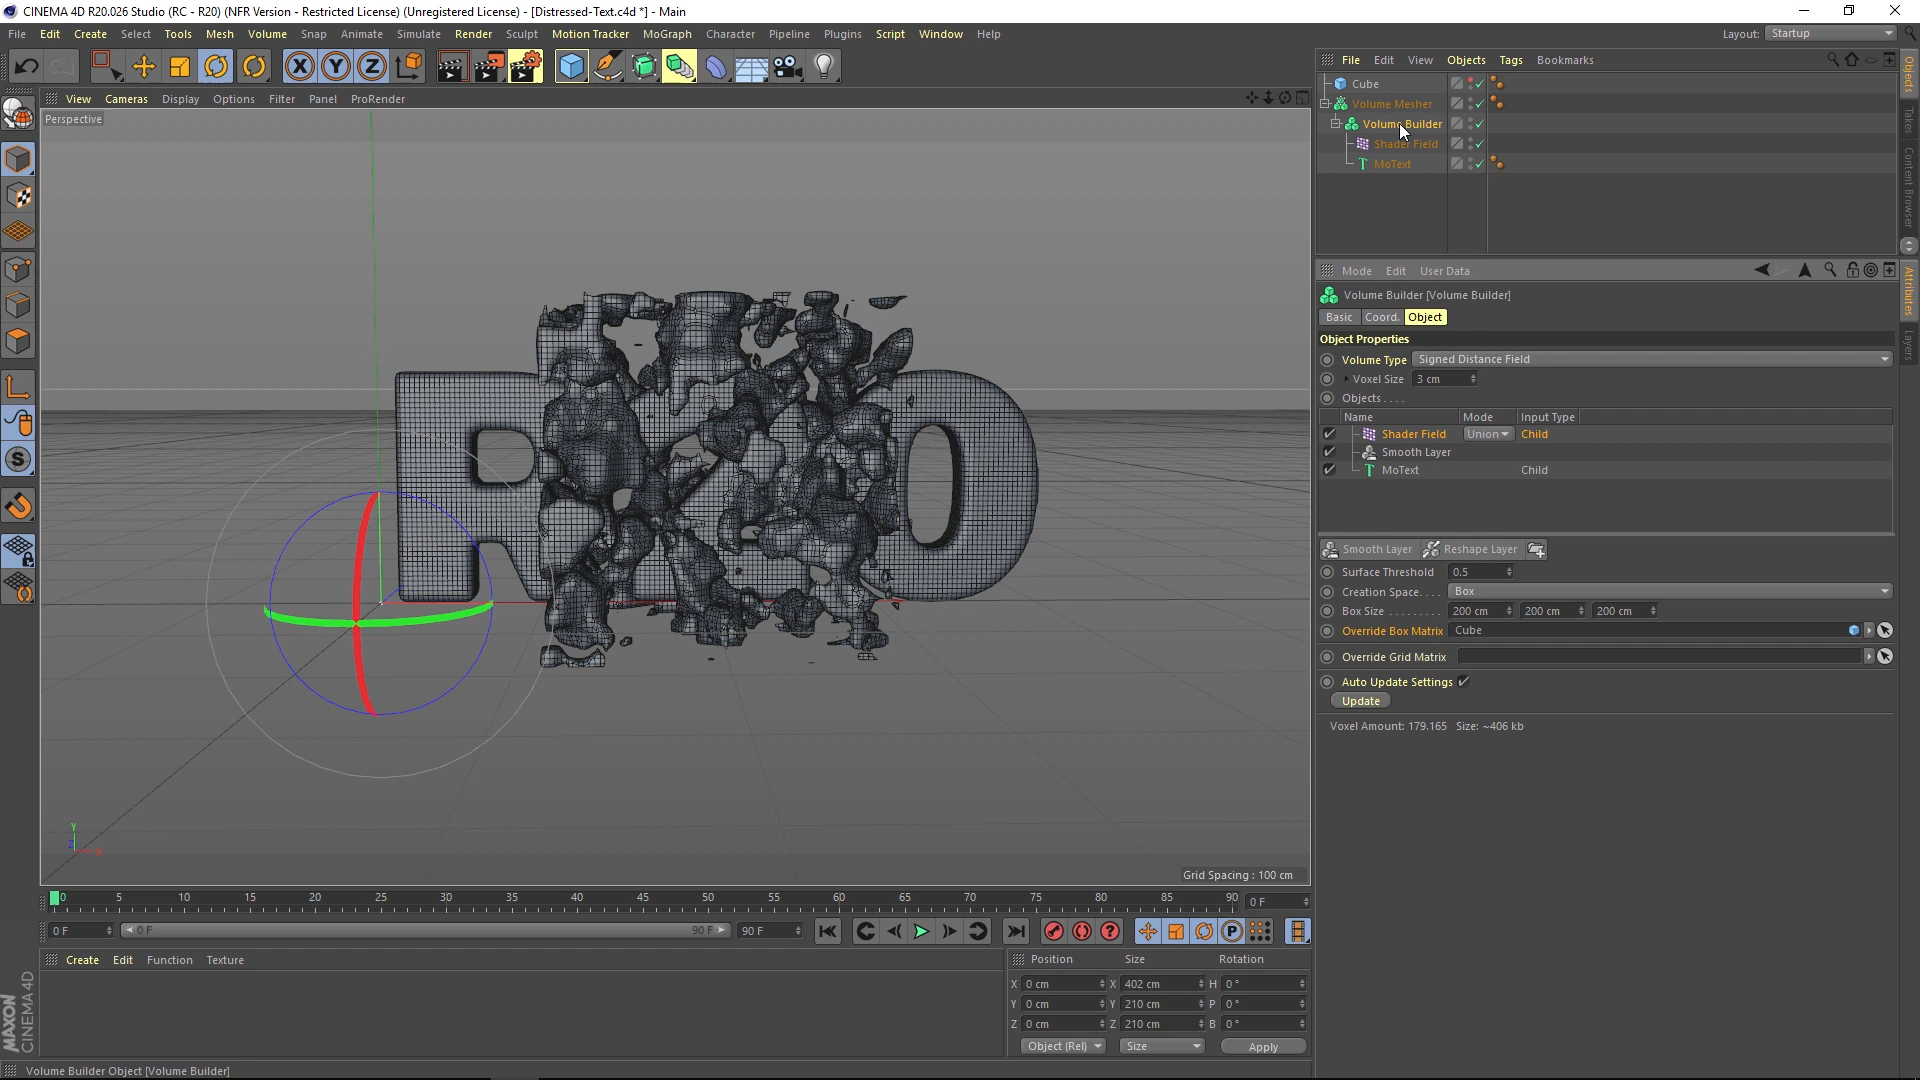 CINEMA 4D R20.026 Studio (RC - R20) (NFR Version - Restricted License) (Unregistered License) - [Distressed-Text.c4d *] - Main
File Edit Create Select Tools Mesh Volume Snap Animate Simulate Render Sculpt Motion Tracker MoGraph Character Pipeline Plugins Script Window Help Layout: Startup
X Y Z
File Edit View Objects Tags Bookmarks
Cube
Volume Mesher
Volume Builder
Shader Field
MoText
View Cameras Display Options Filter Panel ProRender
Perspective
Mode Edit User Data
Volume Builder [Volume Builder]
Basic Coord. Object
Object Properties
Volume Type Signed Distance Field
Voxel Size 3 cm
Objects . . . .
Name Mode Input Type
Shader Field Union Child
Smooth Layer
MoText Child
Smooth Layer Reshape Layer
Surface Threshold 0.5
Creation Space. . . . Box
Box Size . . . . . . . . . 200 cm 200 cm 200 cm
Override Box Matrix Cube
Override Grid Matrix
Auto Update Settings
Update
Voxel Amount: 179.165 Size: ~406 kb
Objects
Takes
Content Browser
Attributes
Layers
Y
Z
X
Grid Spacing : 100 cm
0 5 10 15 20 25 30 35 40 45 50 55 60 65 70 75 80 85 90 0 F
0 F 0 F 90 F 90 F
Create Edit Function Texture
Position Size Rotation
X 0 cm X 402 cm H 0 °
Y 0 cm Y 210 cm P 0 °
Z 0 cm Z 210 cm B 0 °
Object (Rel) Size Apply
MAXON
CINEMA 4D
Volume Builder Object [Volume Builder]